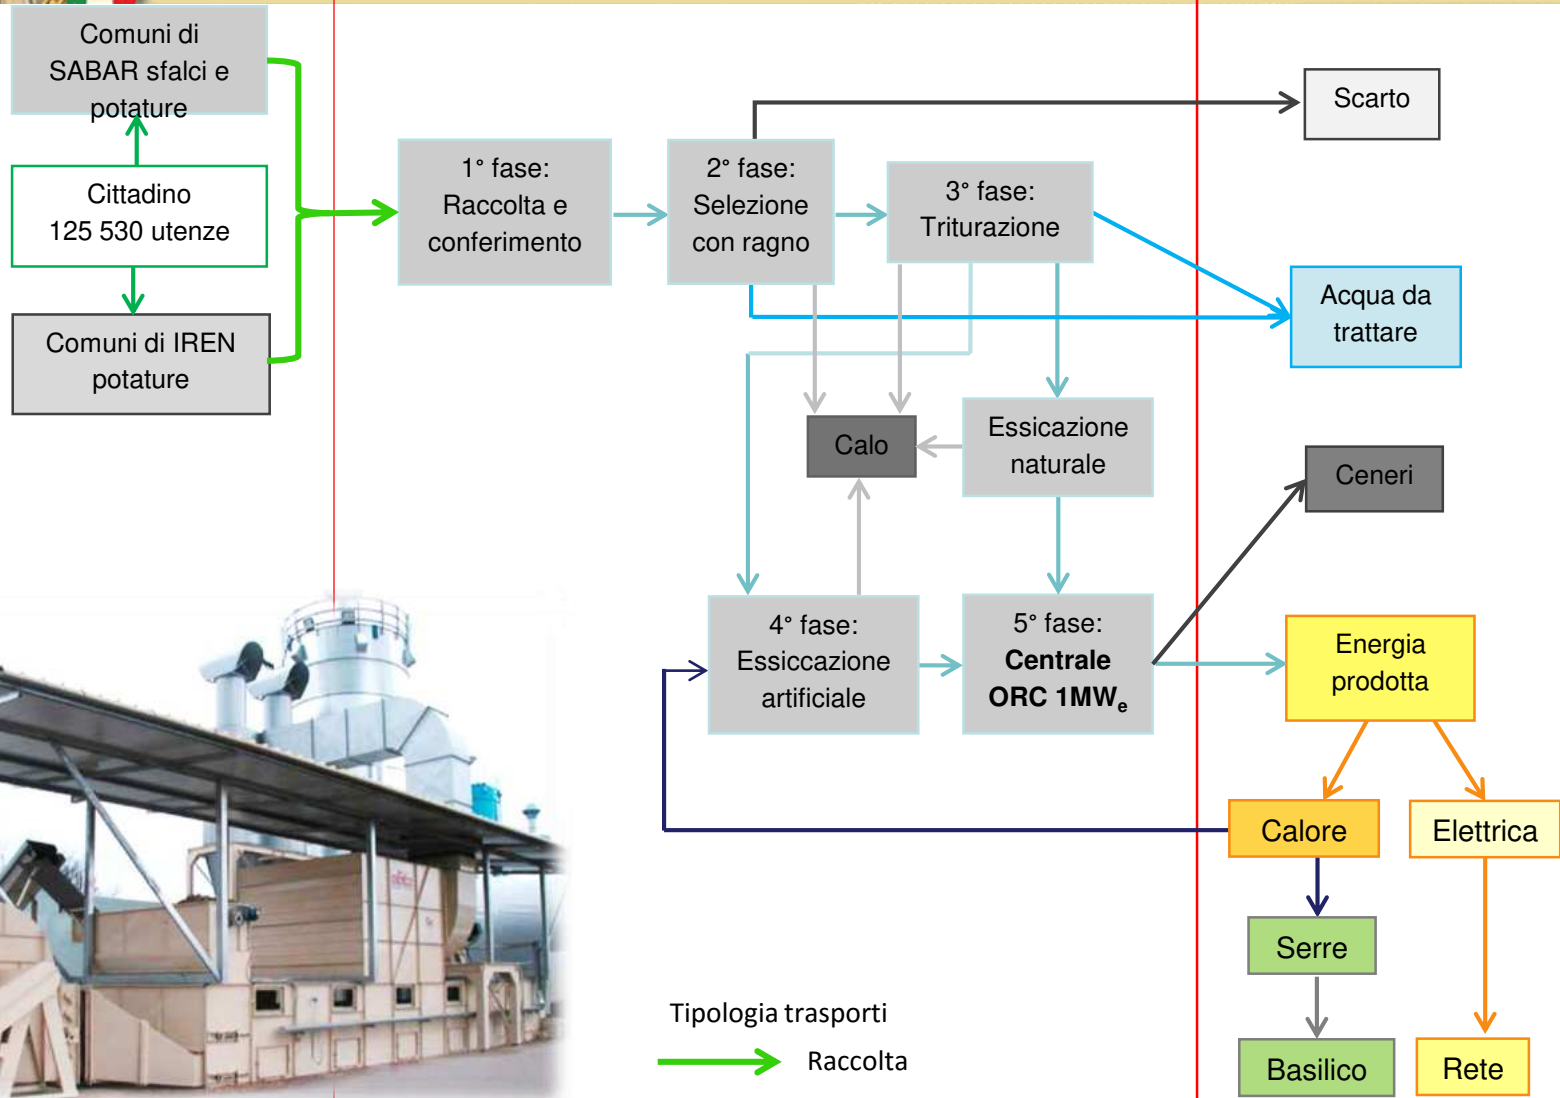 Comuni di
SABAR sfalci e
potature
Cittadino
125 530 utenze
Comuni di IREN
potature
1° fase:
Raccolta e
conferimento
2° fase:
Selezione
con ragno
3° fase:
Triturazione
Scarto
Acqua da
trattare
Calo
Essicazione
naturale
Ceneri
4° fase:
Essiccazione
artificiale
5° fase:
Centrale
ORC 1MWe
Energia
prodotta
Calore
Elettrica
Serre
Basilico
Rete
Tipologia trasporti
Raccolta